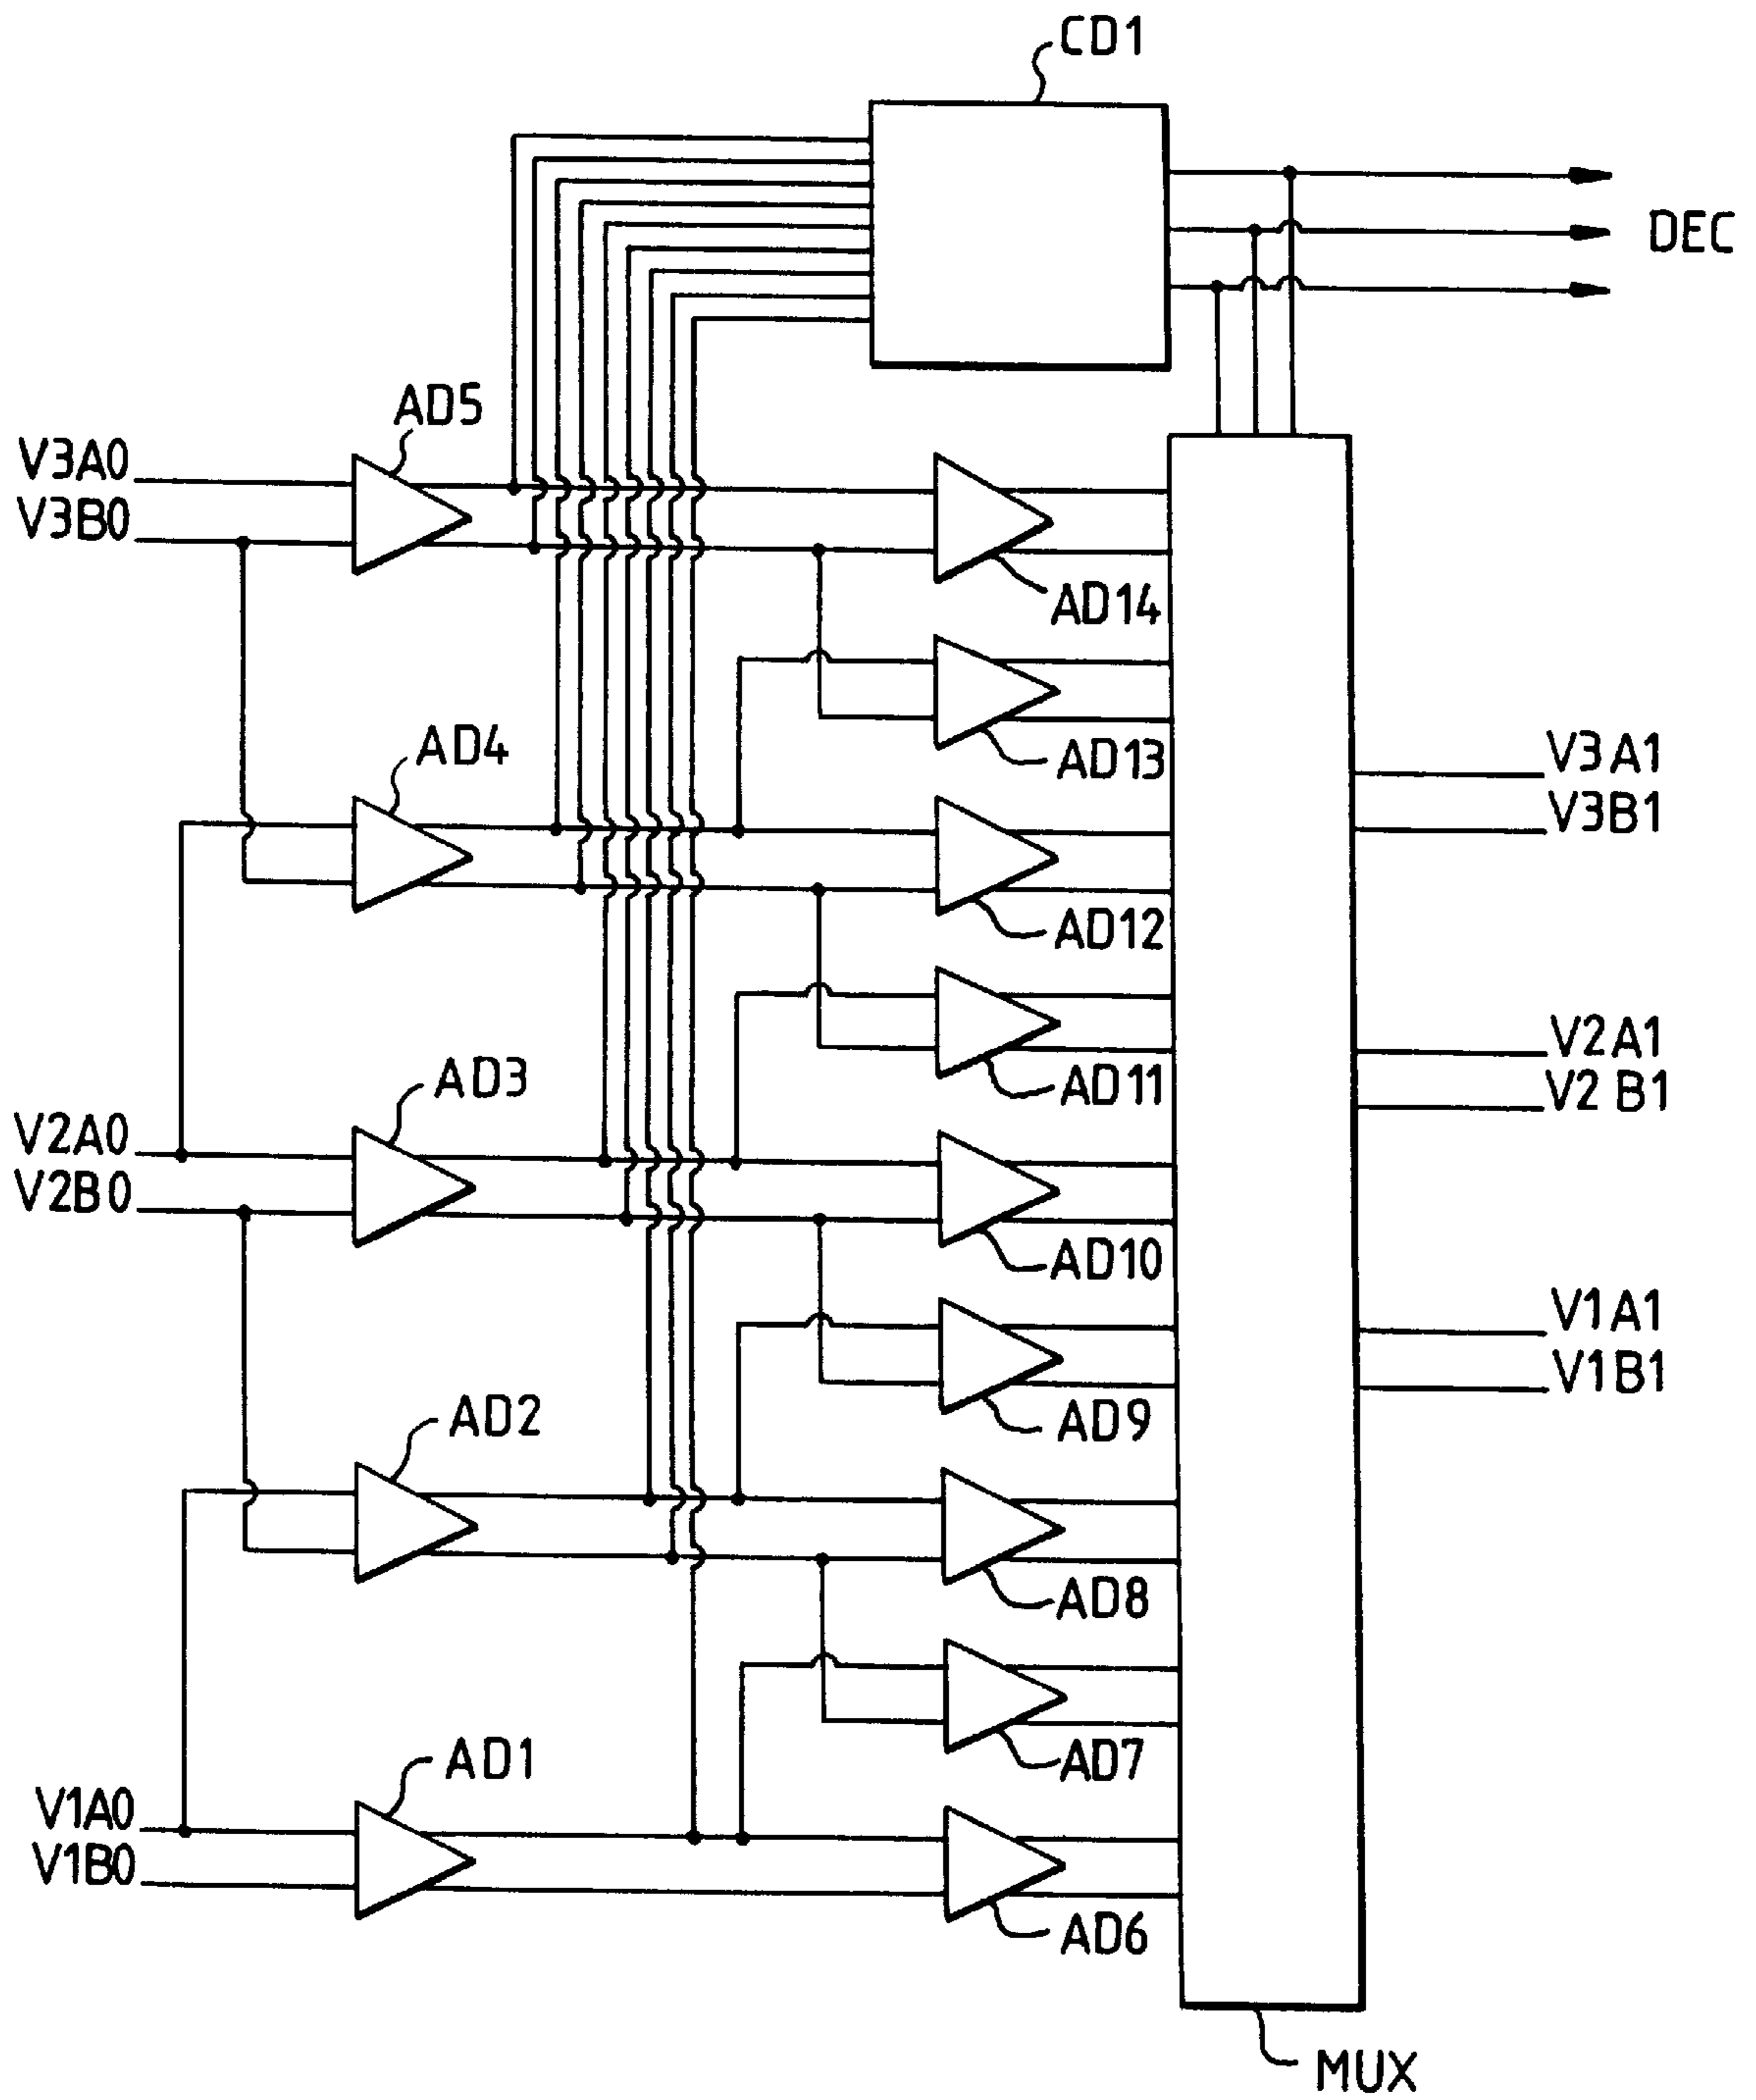 CD1
DEC
AD5
V3A0
V3B0
AD14
AD13
AD4
V3A1
V3B1
AD12
AD11
V2A1
V2B1
AD3
V2A0
V2B0
AD10
V1A1
V1B1
AD9
AD2
AD8
AD7
AD1
V1A0
V1B0
AD6
MUX